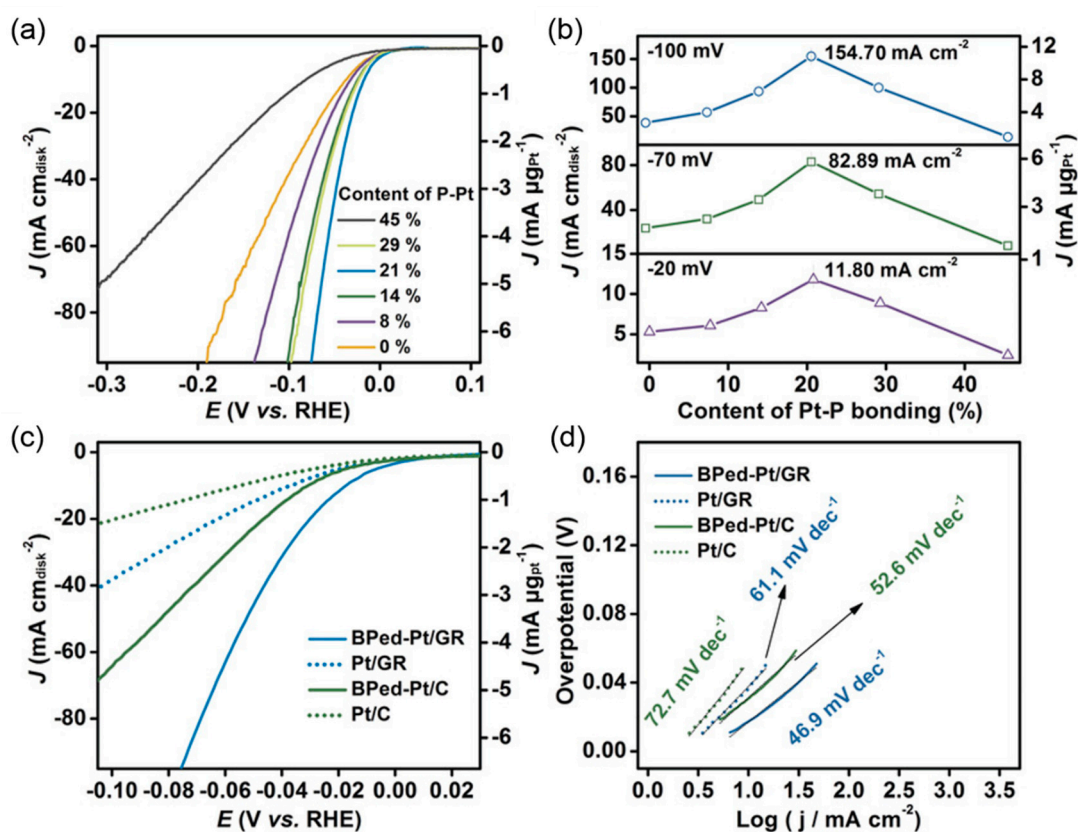 (a)
0
-20
-40
-60
-80
J (mA cm_disk⁻²)
0
-1
-2
-3
-4
-5
-6
J (mA µg_Pt⁻¹)
Content of P-Pt
45 %
29 %
21 %
14 %
8 %
0 %
-0.3 -0.2 -0.1 0.0 0.1
E (V vs. RHE)
(b)
-100 mV 154.70 mA cm⁻²
150
100
50
12
8
4
-70 mV 82.89 mA cm⁻²
80
40
15
6
3
1
-20 mV 11.80 mA cm⁻²
10
5
J (mA cm_disk⁻²)
J (mA µg_Pt⁻¹)
0 10 20 30 40
Content of Pt-P bonding (%)
(c)
0
-20
-40
-60
-80
J (mA cm_disk⁻²)
0
-1
-2
-3
-4
-5
-6
J (mA µg_pt⁻¹)
BPed-Pt/GR
Pt/GR
BPed-Pt/C
Pt/C
-0.10 -0.08 -0.06 -0.04 -0.02 0.00 0.02
E (V vs. RHE)
(d)
0.16
0.12
0.08
0.04
0.00
Overpotential (V)
BPed-Pt/GR
Pt/GR
BPed-Pt/C
Pt/C
61.1 mV dec⁻¹
52.6 mV dec⁻¹
72.7 mV dec⁻¹
46.9 mV dec⁻¹
0.0 0.5 1.0 1.5 2.0 2.5 3.0 3.5
Log ( j / mA cm⁻²)